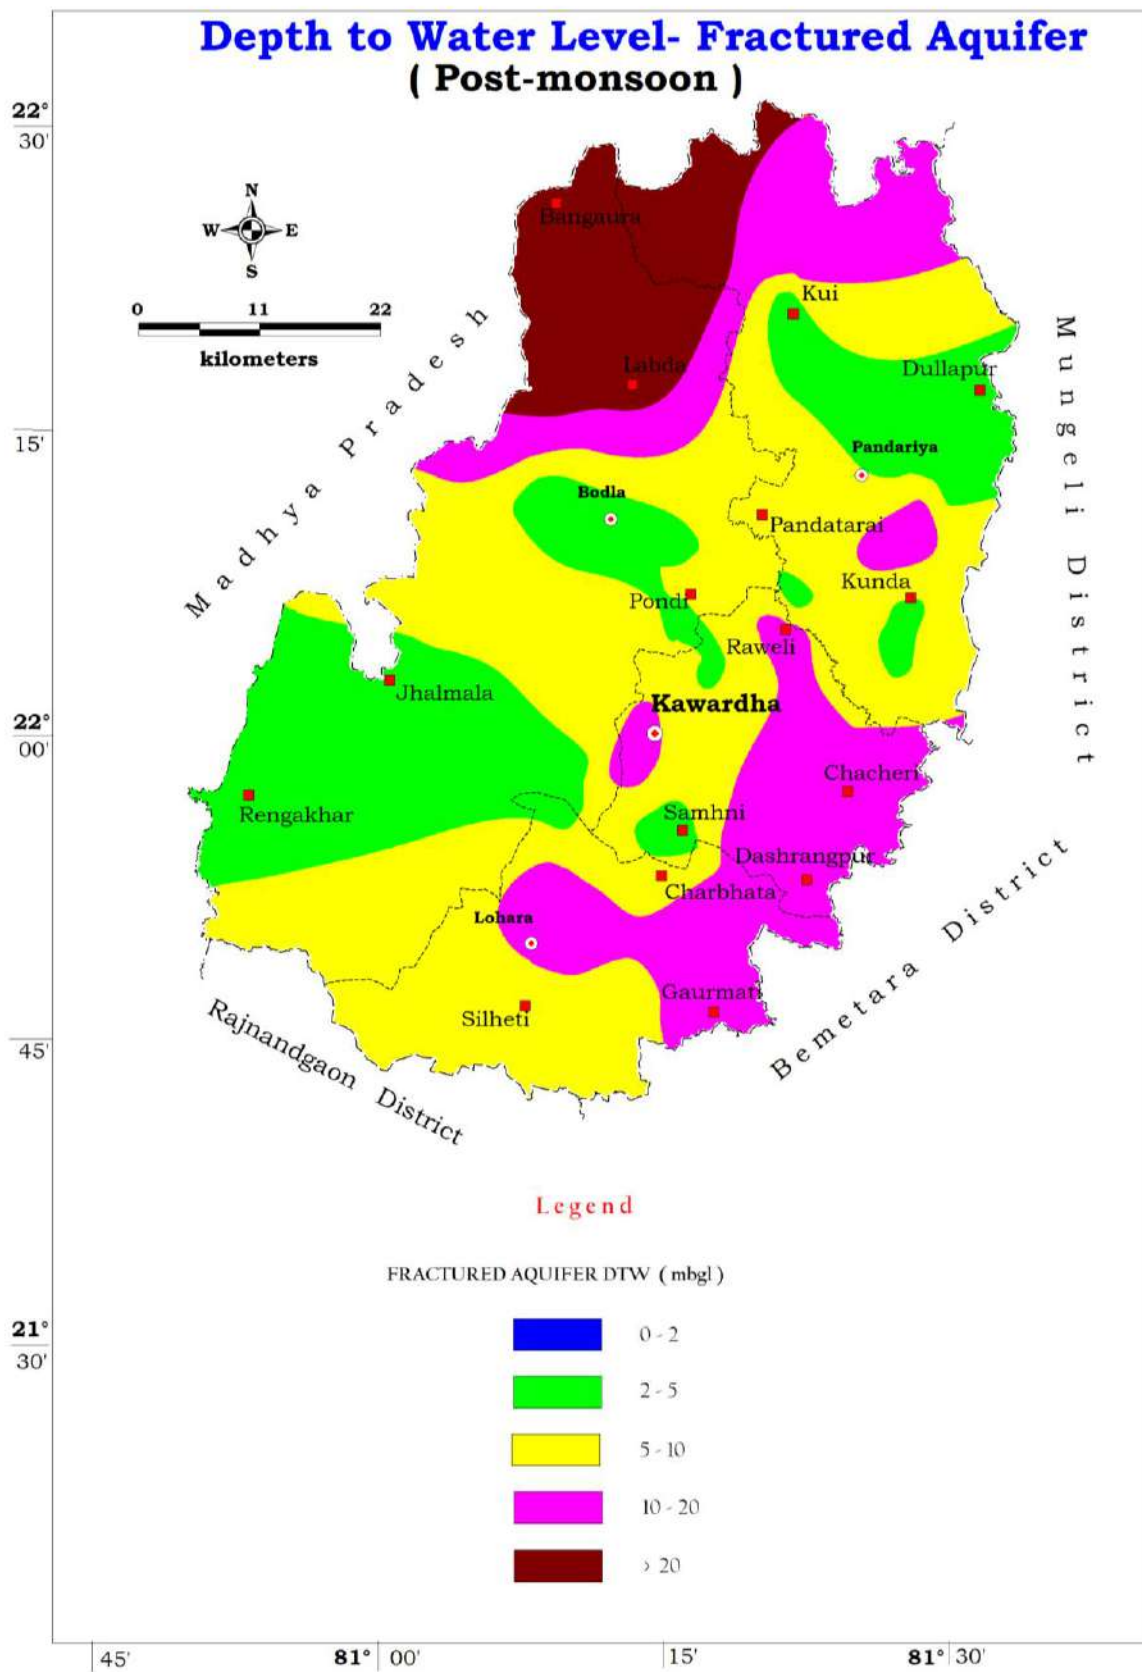 Depth to Water Level- Fractured Aquifer
( Post-monsoon )
22°
30'
N
W E
S
0 11 22
kilometers
Bangaura
Kui
Labda
Dullapur
Madhya Pradesh
Mungeli District
15'
Pandariya
Bodla
Pandatarai
Kunda
Pondi
Raweli
Jhalmala
Kawardha
22°
00'
Chacheri
Rengakhar
Samhni
Dashrangpur
Charbhata
Lohara
Gaurmati
Silheti
Bemetara District
Rajnandgaon District
45'
Legend
FRACTURED AQUIFER DTW ( mbgl )
0 - 2
21°
30'
2 - 5
5 - 10
10 - 20
> 20
45' 81° 00' 15' 81° 30'